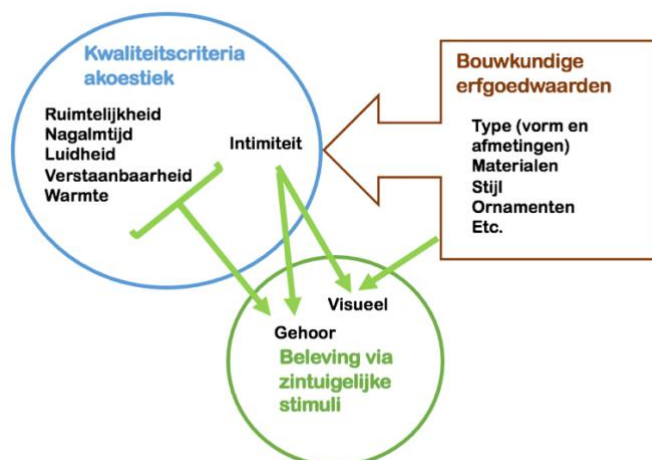 Kwaliteitscriteria
akoestiek
Ruimtelijkheid
Nagalmtijd
Luidheid
Verstaanbaarheid
Warmte
Intimiteit
Bouwkundige
erfgoedwaarden
Type (vorm en
afmetingen)
Materialen
Stijl
Ornamenten
Etc.
Visueel
Gehoor
Beleving via
zintuigelijke
stimuli